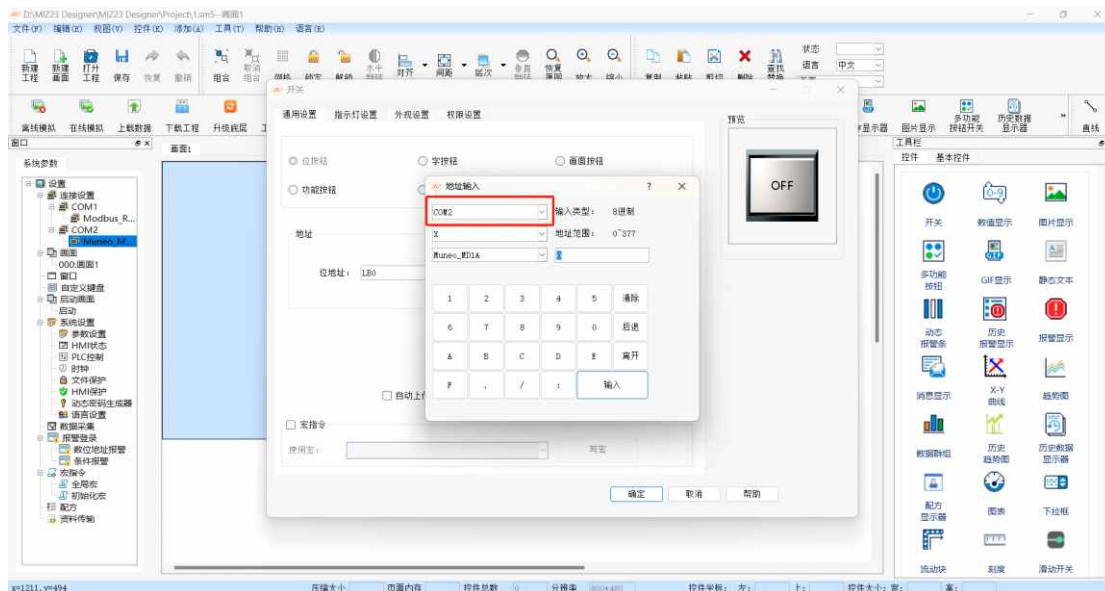 D:\MIZ23 Designer\MIZ23 Designer\Project\1.sm5--画面1
文件(F) 编辑(E) 视图(V) 控件(K) 添加(A) 工具(T) 帮助(H) 语言(E)
新建工程 新建画面 打开工程 保存 恢复 撤销 组合 取消组合 对齐 间距 层次 状态
语言 中文
离线模拟 在线模拟 上载数据 下载工程 升级底层 图片显示 多功能按钮开关 历史数据显示器 直线
窗口
画面1
工具栏
控件 基本控件
系统参数
设置
连接设置
COM1
Modbus_R...
COM2
Muneo_M...
画面
000:画面1
窗口
自定义键盘
启动画面
启动
系统设置
参数设置
HMI状态
PLC控制
时钟
文件保护
HMI保护
动态密码生成器
语言设置
数据采集
报警登录
数位地址报警
条件报警
宏指令
全局宏
初始化宏
配方
资料传输
开关
通用设置 指示灯设置 外观设置 权限设置
位按钮 字按钮 画面按钮
功能按钮
地址
位地址: LB0
自动上
宏指令
使用宏: 写宏
确定 取消 帮助
预览
OFF
地址输入 ? ×
COM2 输入类型: 8进制
X 地址范围: 0~377
Muneo_MD1A 0
1 2 3 4 5 清除
6 7 8 9 0 后退
A B C D E 离开
F . / : 输入
开关 数值显示 图片显示
多功能按钮 GIF显示 静态文本
动态报警条 历史报警显示 报警显示
消息显示 X-Y曲线 趋势图
数据群组 历史趋势图 历史数据显示器
配方显示器 图表 下拉框
流动块 刻度 滑动开关
x=1211, y=494 压缩大小 页面内存 控件总数 0 分辨率 800*480 控件坐标: 左: 上: 控件大小: 宽: 高: